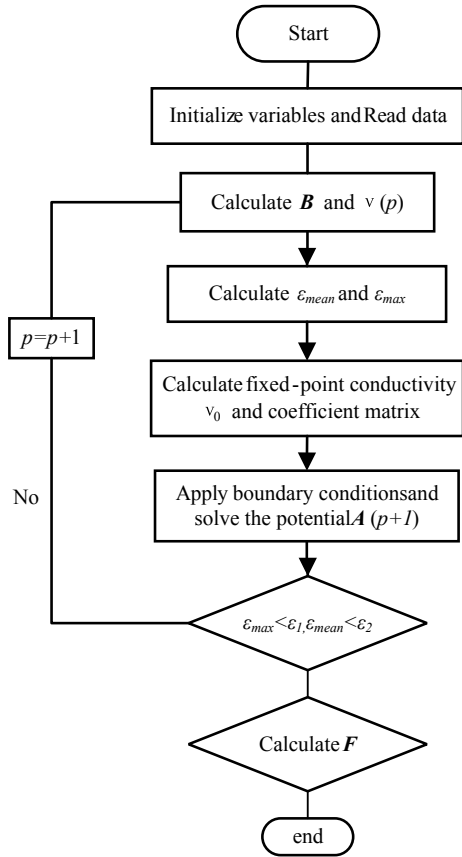 Start
Initialize variables and Read data
Calculate B and ν (p)
Calculate εmean and εmax
p=p+1
Calculate fixed-point conductivity
ν0 and coefficient matrix
No
Apply boundary conditionsand
solve the potentialA (p+1)
εmax<ε1,εmean<ε2
Calculate F
end